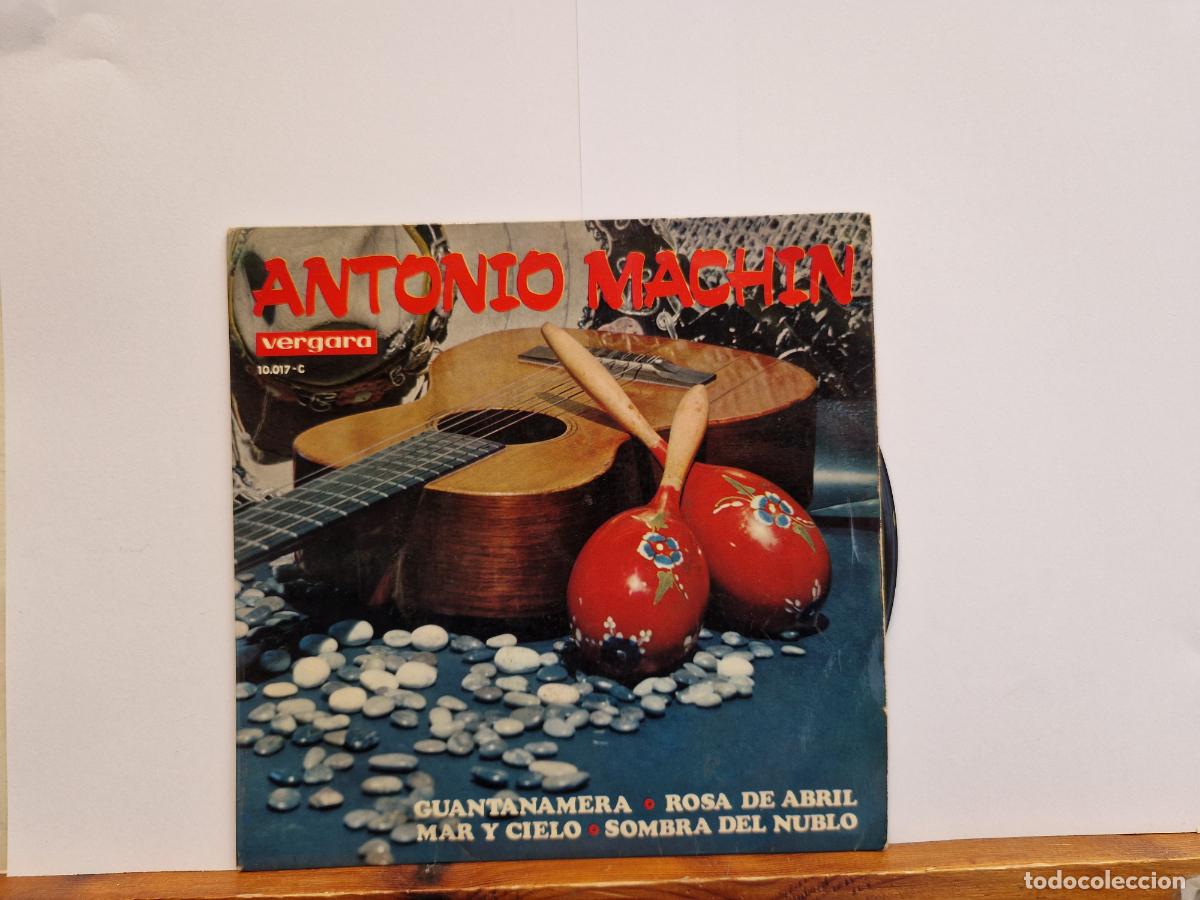 ANTONIO MACHIN
vergara
10.017-C
GUANTANAMERA • ROSA DE ABRIL
MAR Y CIELO • SOMBRA DEL NUBLO
todocoleccion